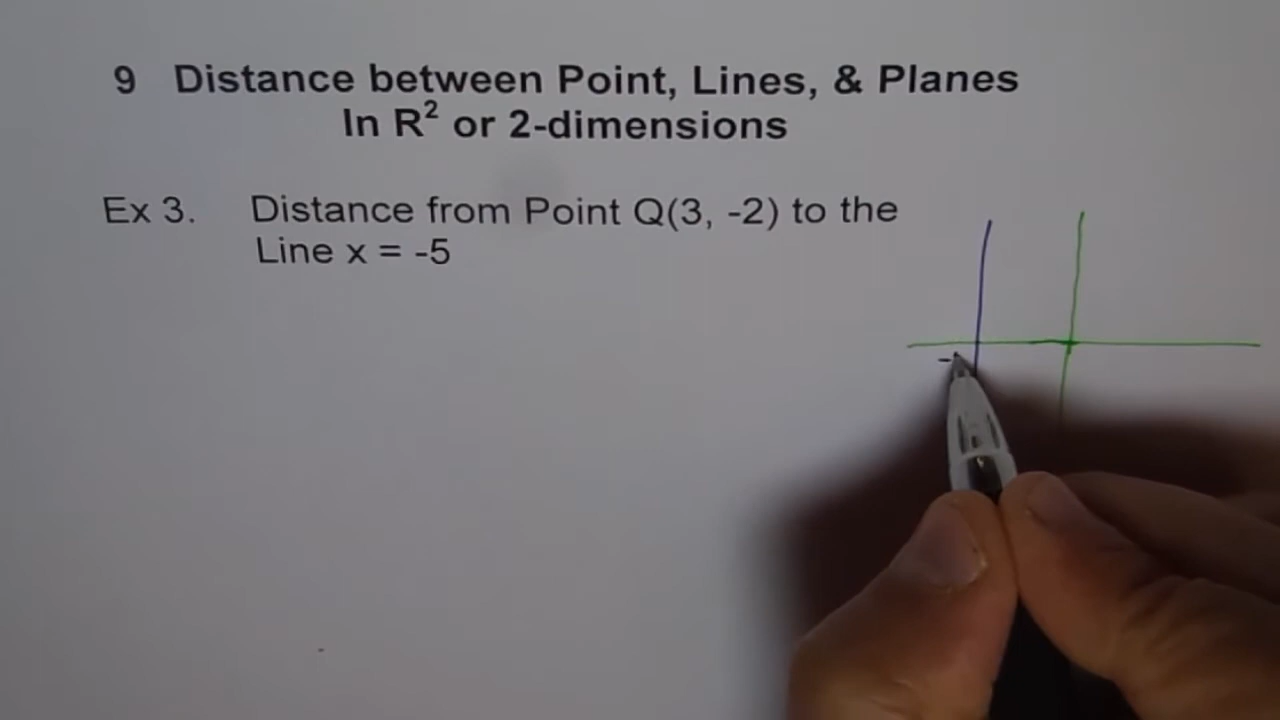 9 Distance between Point, Lines, & Planes
In R² or 2-dimensions
Ex 3. Distance from Point Q(3, -2) to the
Line x = -5
-